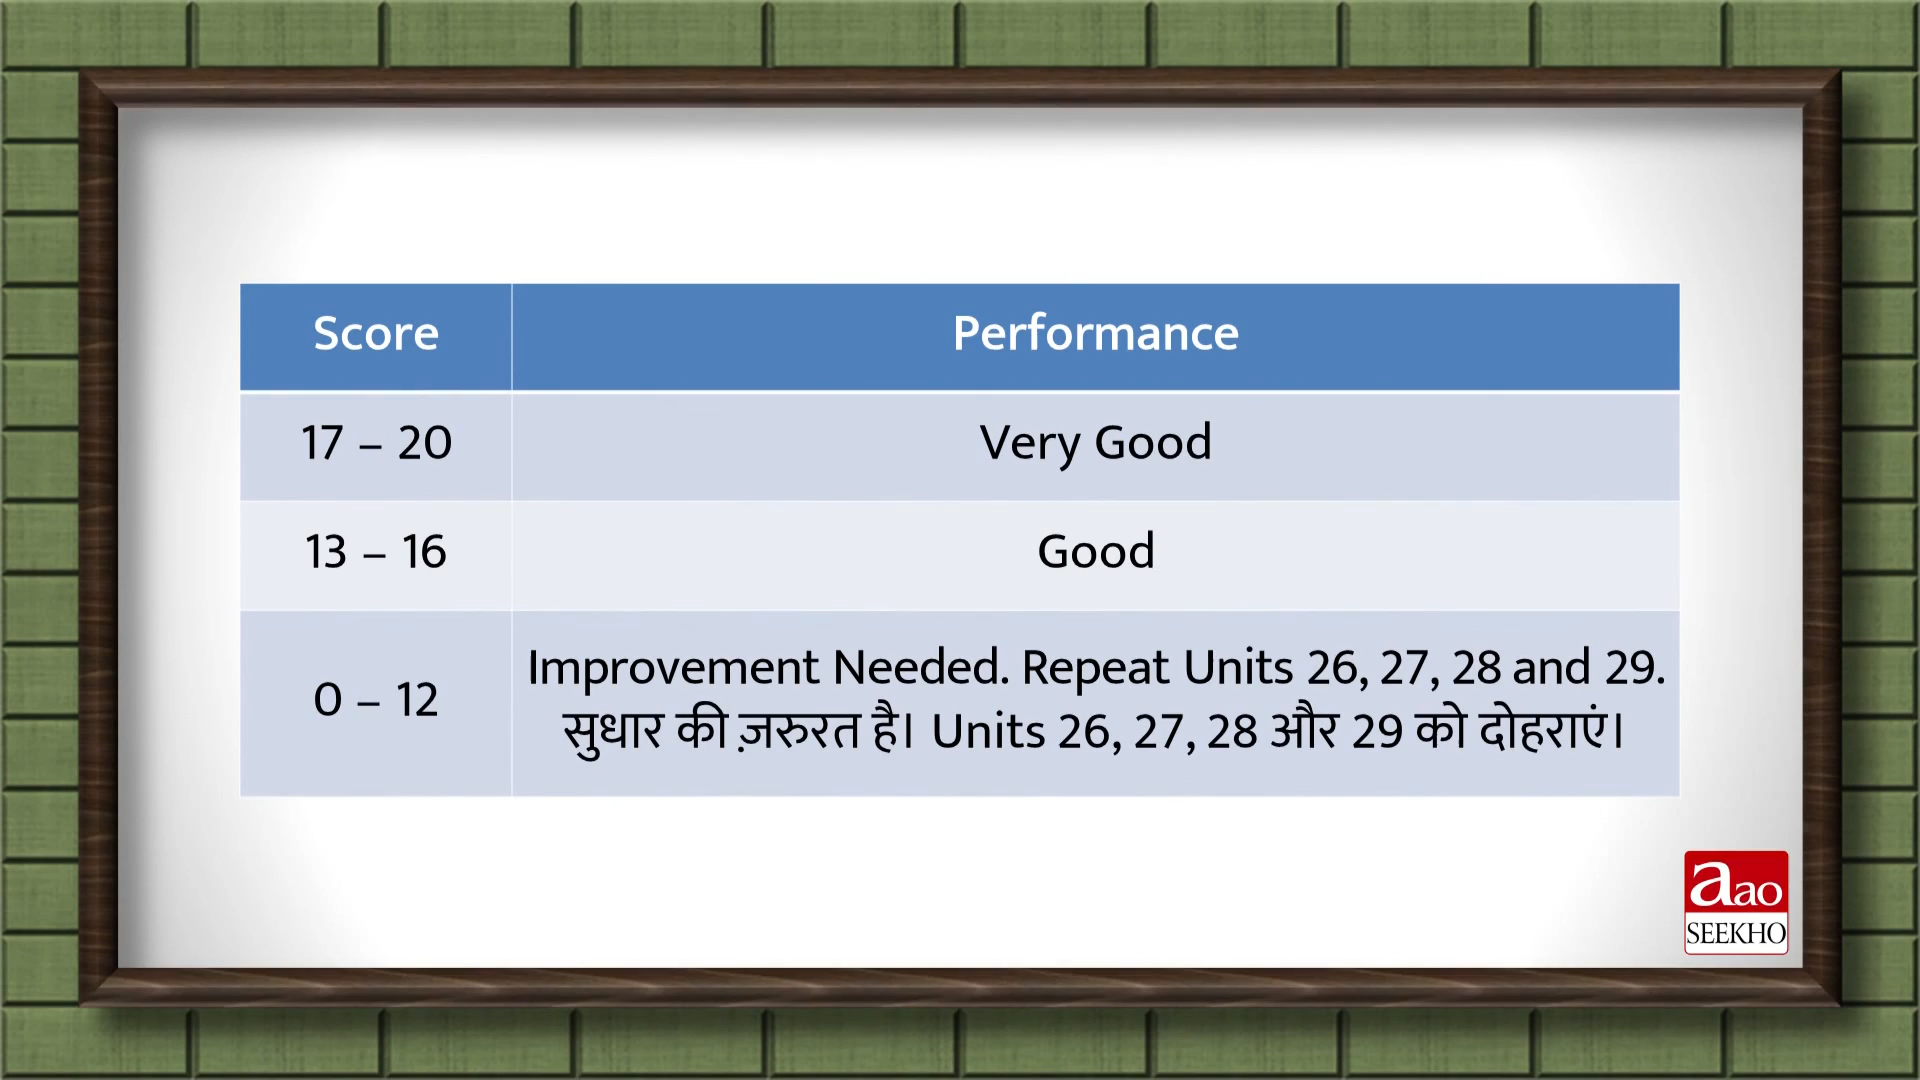 Score Performance
17 – 20 Very Good
13 – 16 Good
0 – 12 Improvement Needed. Repeat Units 26, 27, 28 and 29.
सुधार की ज़रुरत है। Units 26, 27, 28 और 29 को दोहराएं।
aao
SEEKHO